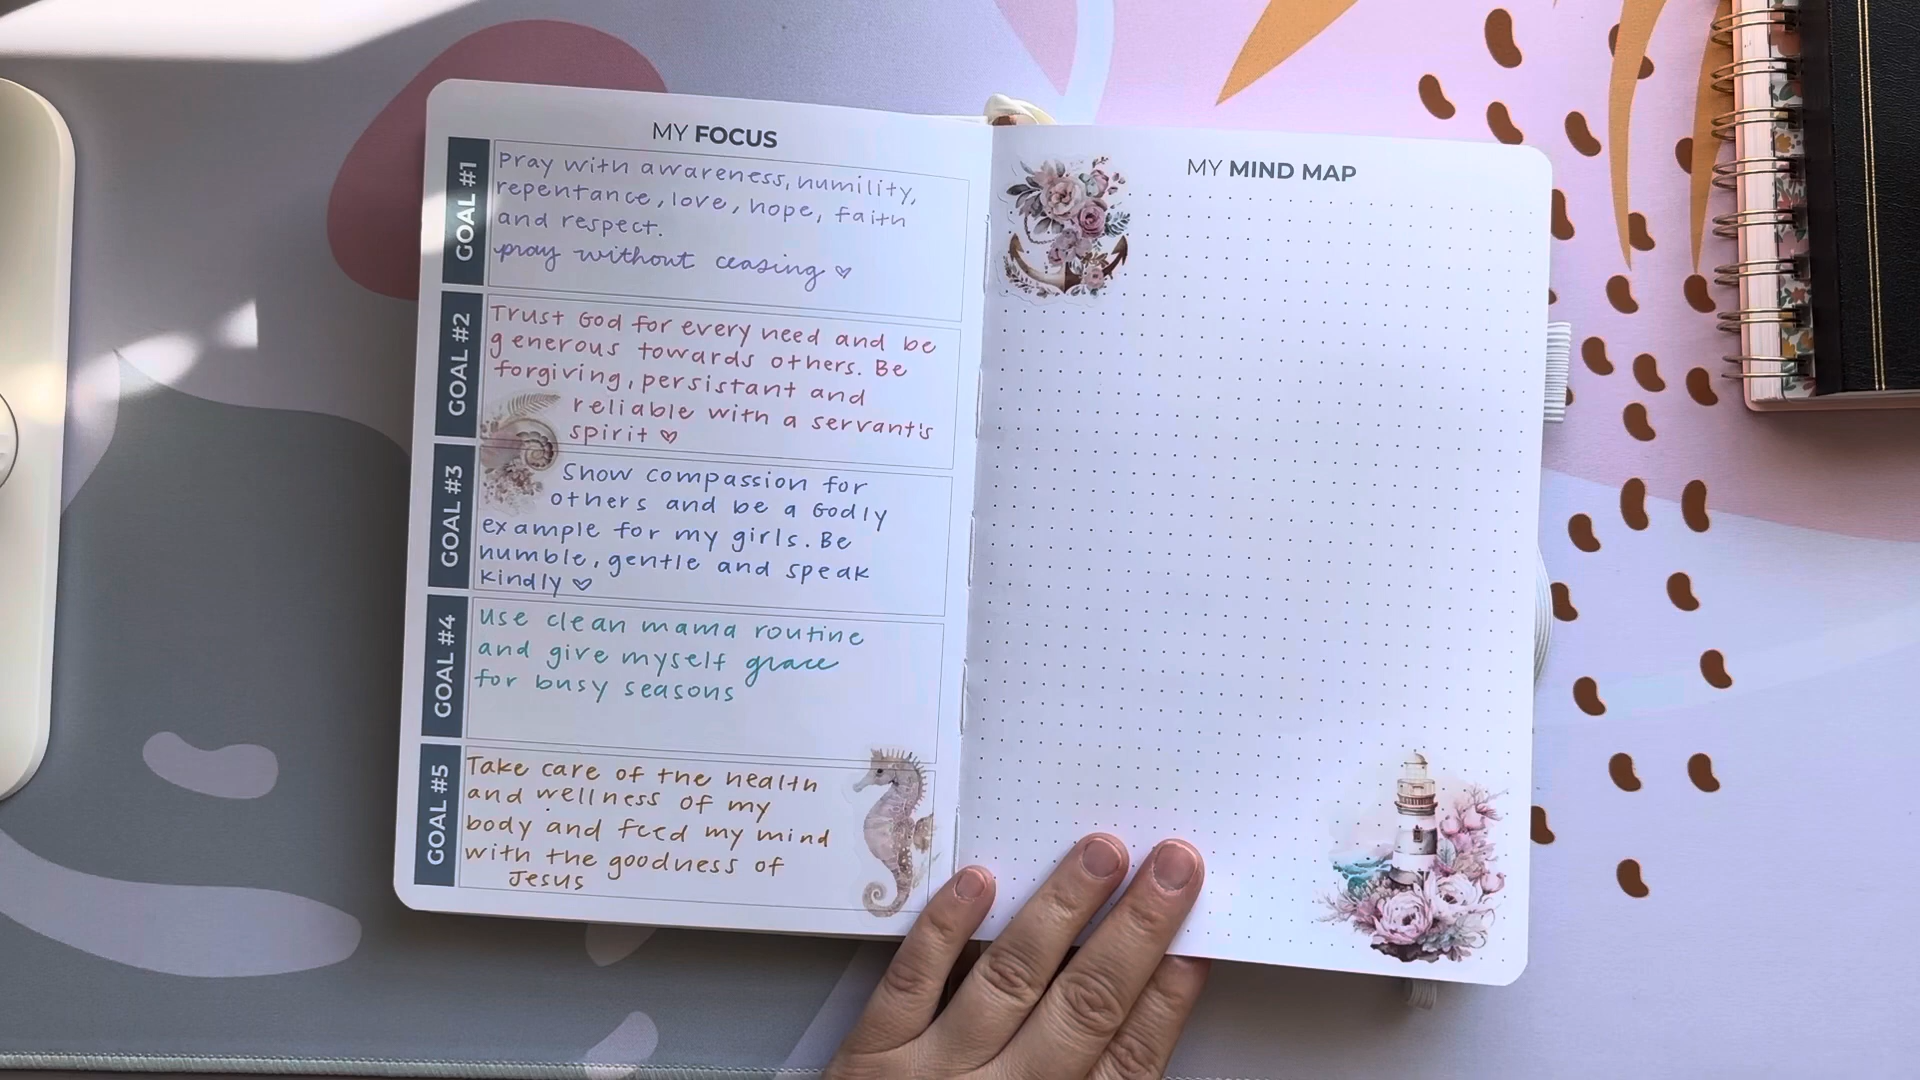 MY FOCUS
GOAL #1
Pray with awareness, humility,
repentance, love, hope, faith
and respect.
pray without ceasing ♡
GOAL #2
Trust God for every need and be
generous towards others. Be
forgiving, persistant and
reliable with a servant's
spirit ♡
GOAL #3
Show compassion for
others and be a Godly
example for my girls. Be
humble, gentle and speak
kindly ♡
GOAL #4
Use clean mama routine
and give myself grace
for busy seasons
GOAL #5
Take care of the health
and wellness of my
body and feed my mind
with the goodness of
Jesus
MY MIND MAP